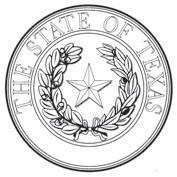 THE STATE OF TEXAS